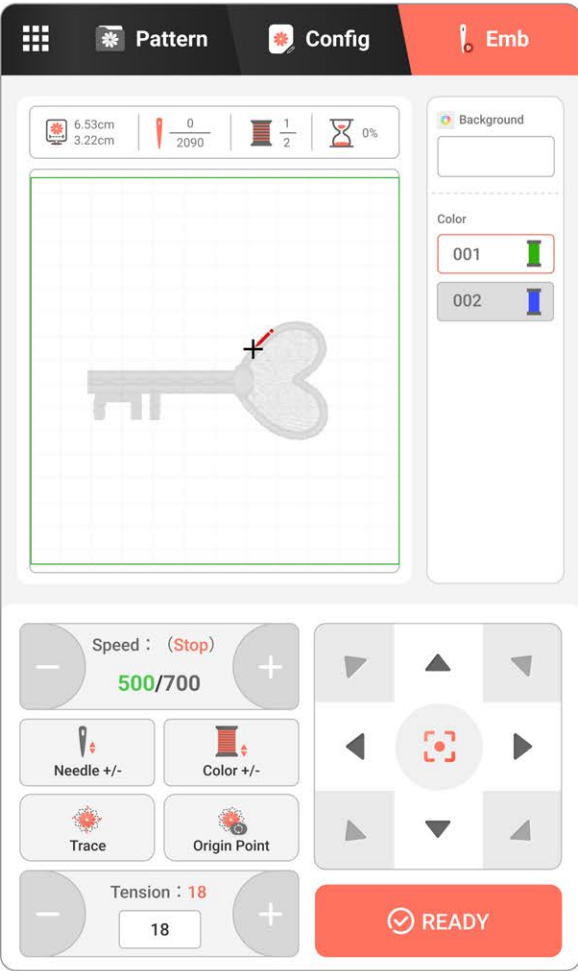 Pattern
Config
Emb
6.53cm
3.22cm
0
2090
1
2
0%
Background
Color
001
002
Speed : (Stop)
500/700
Needle +/-
Color +/-
Trace
Origin Point
Tension : 18
18
READY